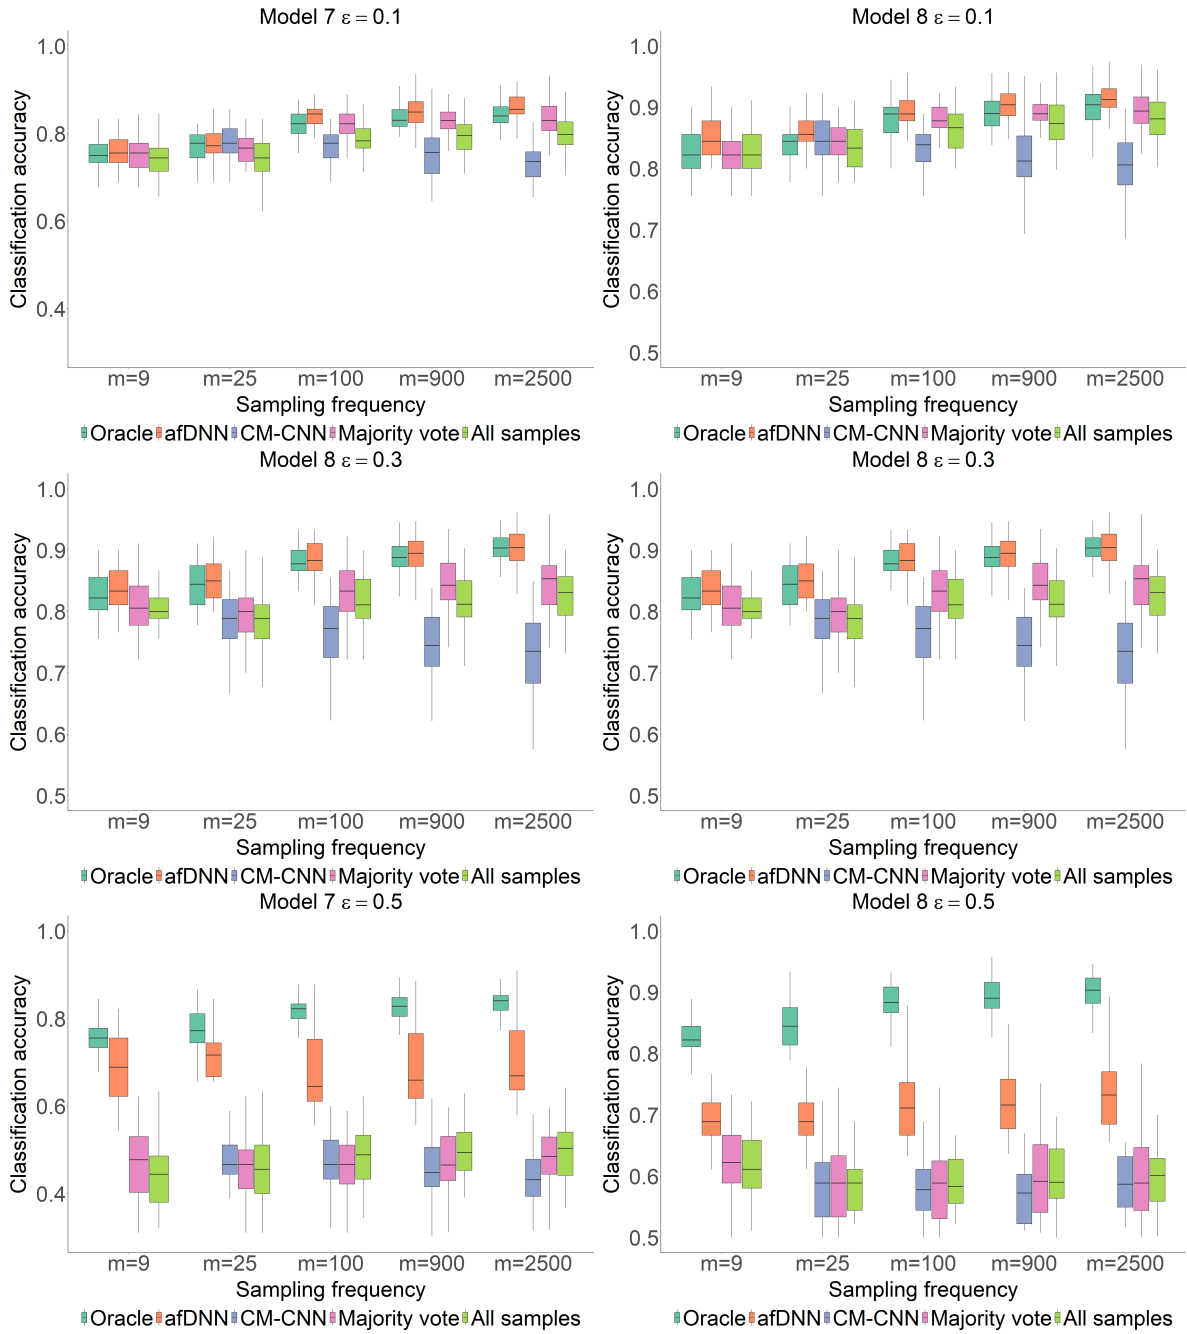 Model 7 ε = 0.1
Classification accuracy
1.0
0.8
0.6
0.4
m=9 m=25 m=100 m=900 m=2500
Sampling frequency
Oracle afDNN CM-CNN Majority vote All samples
Model 8 ε = 0.1
Classification accuracy
1.0
0.9
0.8
0.7
0.6
0.5
m=9 m=25 m=100 m=900 m=2500
Sampling frequency
Oracle afDNN CM-CNN Majority vote All samples
Model 8 ε = 0.3
Classification accuracy
1.0
0.9
0.8
0.7
0.6
0.5
m=9 m=25 m=100 m=900 m=2500
Sampling frequency
Oracle afDNN CM-CNN Majority vote All samples
Model 8 ε = 0.3
Classification accuracy
1.0
0.9
0.8
0.7
0.6
0.5
m=9 m=25 m=100 m=900 m=2500
Sampling frequency
Oracle afDNN CM-CNN Majority vote All samples
Model 7 ε = 0.5
Classification accuracy
1.0
0.8
0.6
0.4
m=9 m=25 m=100 m=900 m=2500
Sampling frequency
Oracle afDNN CM-CNN Majority vote All samples
Model 8 ε = 0.5
Classification accuracy
1.0
0.9
0.8
0.7
0.6
0.5
m=9 m=25 m=100 m=900 m=2500
Sampling frequency
Oracle afDNN CM-CNN Majority vote All samples